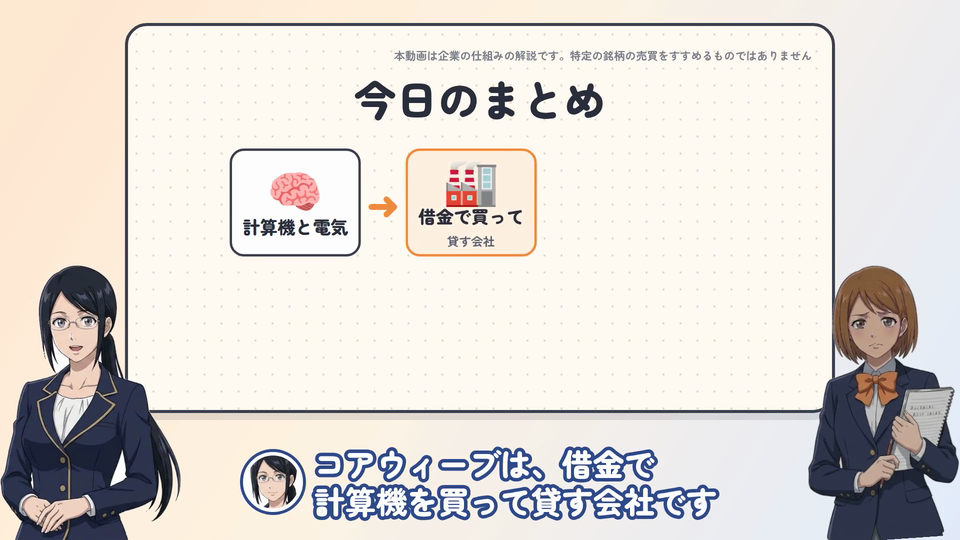 本動画は企業の仕組みの解説です。特定の銘柄の売買をすすめるものではありません
今日のまとめ
計算機と電気
借金で買って
貸す会社
コアウィーブは、借金で
計算機を買って貸す会社です